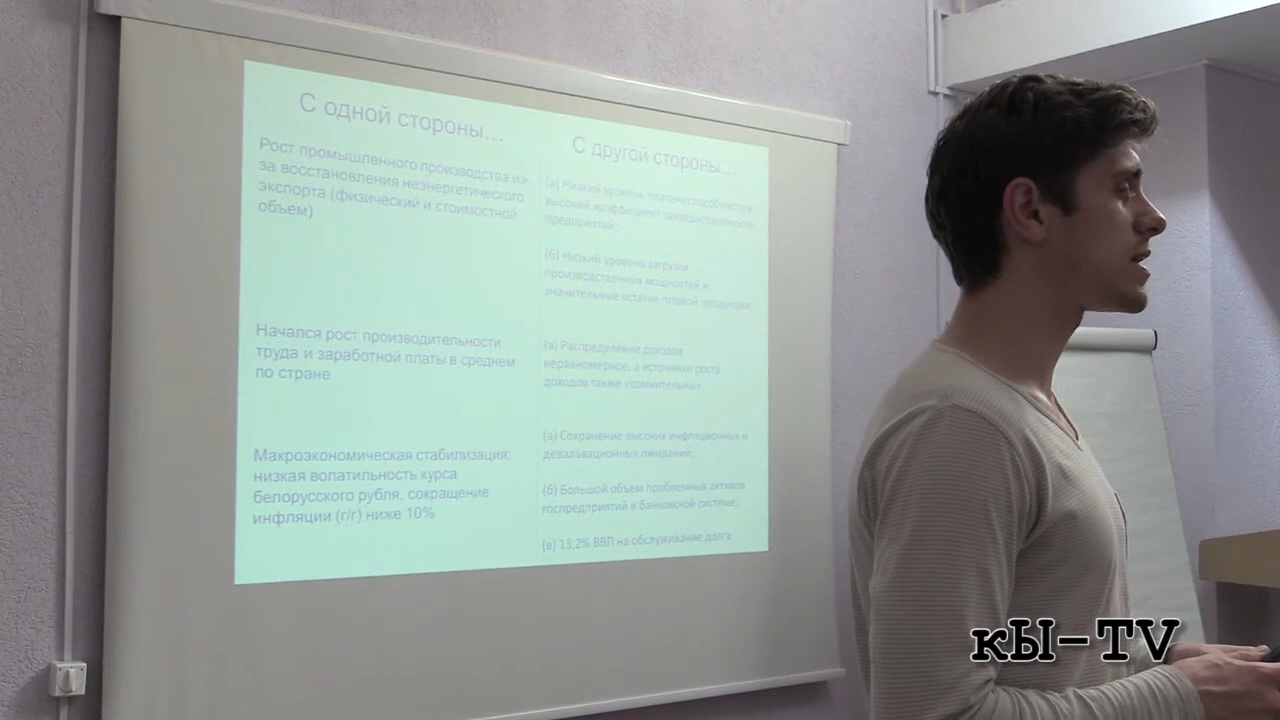 С одной стороны...
Рост промышленного производства из-
за восстановления неэнергетического
экспорта (физический и стоимостной
объем)
Начался рост производительности
труда и заработной платы в среднем
по стране
Макроэкономическая стабилизация,
низкая волатильность курса
белорусского рубля, сокращение
инфляции (г/г) ниже 10%
С другой стороны...
(а) Низкий уровень платежеспособности и
высокий коэффициент закредитованности
предприятий;
(б) Низкий уровень загрузки
производственных мощностей и
значительные остатки готовой продукции;
(а) Распределение доходов
неравномерное, а источники роста
доходов также «сомнительны».
(а) Сохранение высоких инфляционных и
девальвационных ожиданий;
(б) Большой объем проблемных активов
госпредприятий в банковской системе;
(в) 13,2% ВВП на обслуживание долга
кЫ-TV